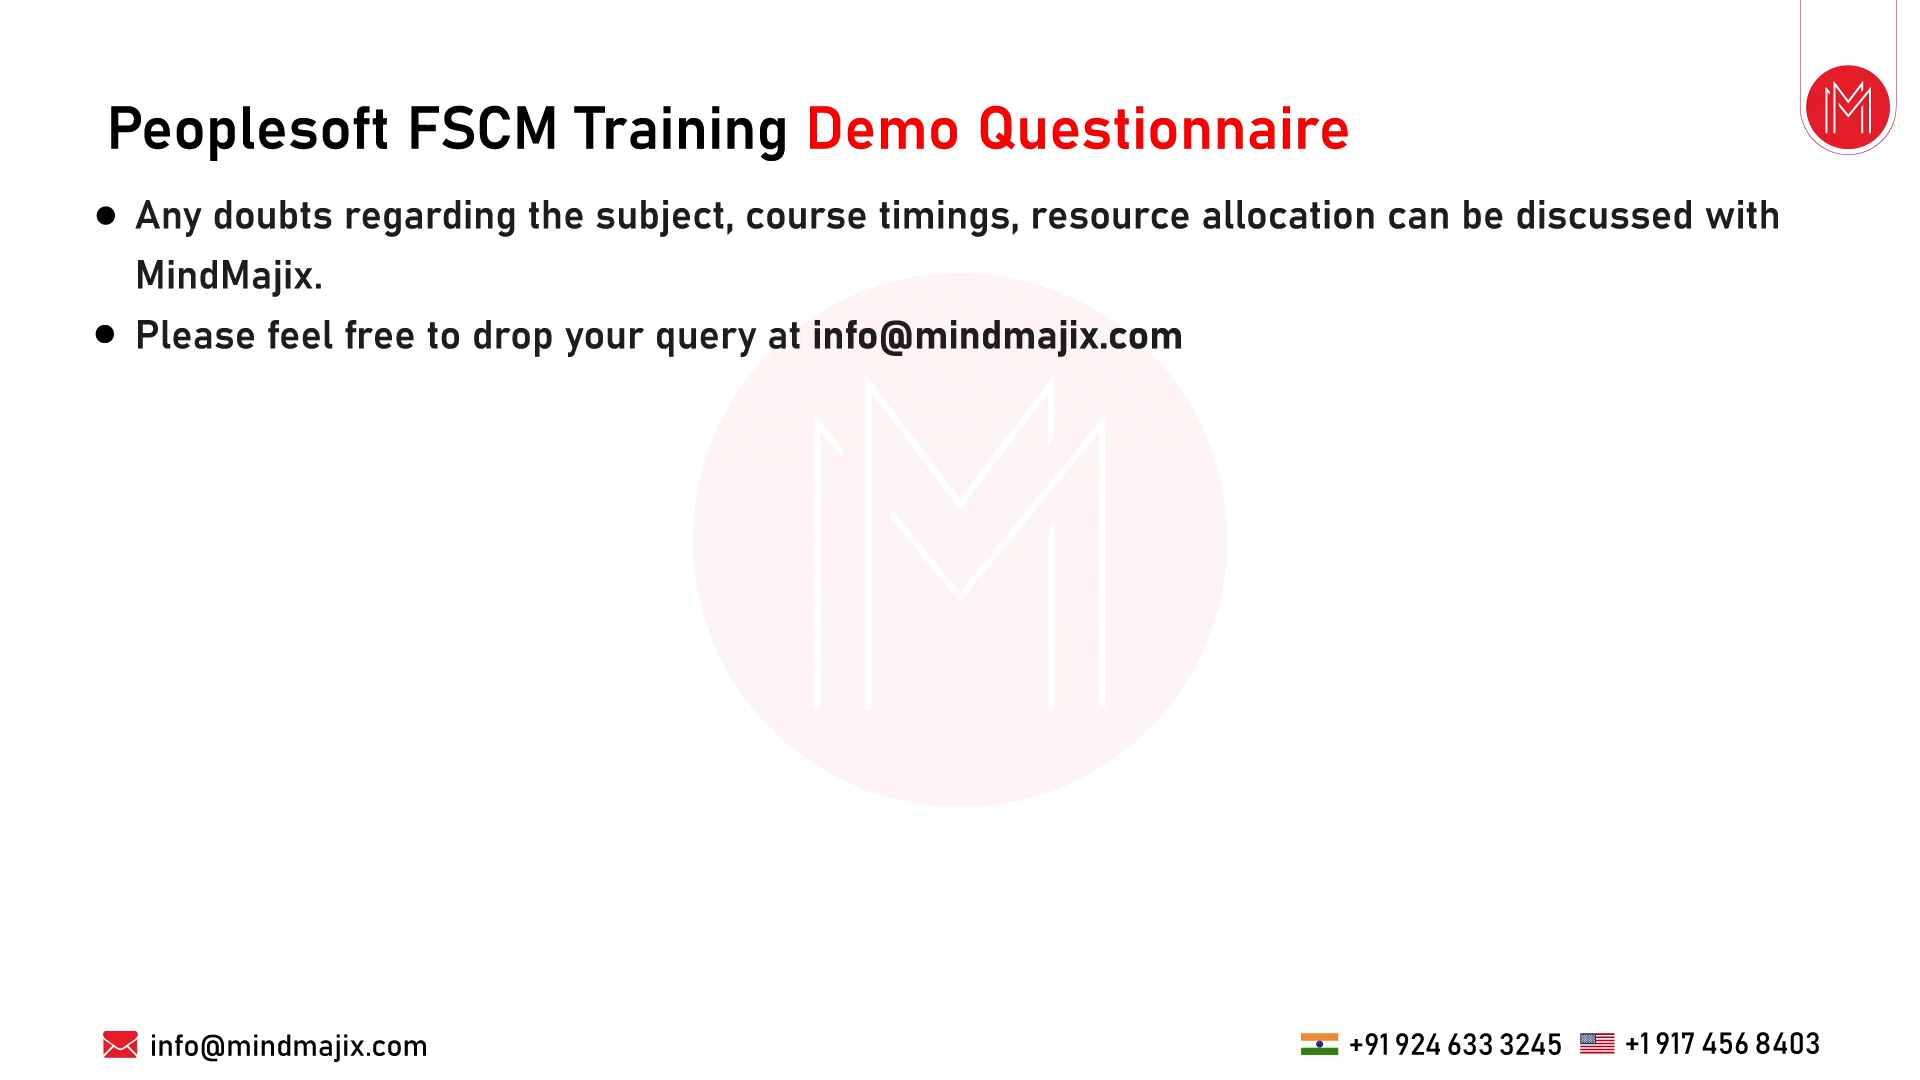 Peoplesoft FSCM Training Demo Questionnaire
● Any doubts regarding the subject, course timings, resource allocation can be discussed with
MindMajix.
● Please feel free to drop your query at info@mindmajix.com
info@mindmajix.com
+91 924 633 3245 +1 917 456 8403